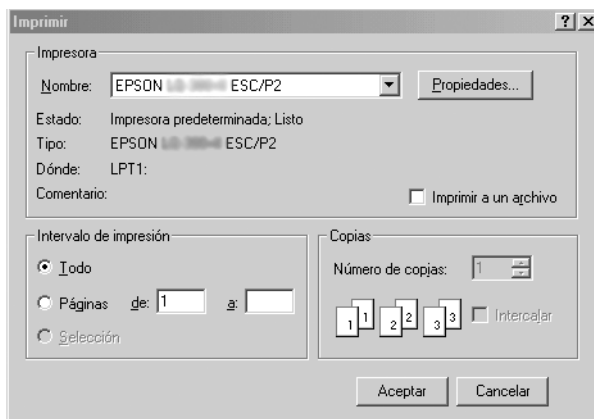 Imprimir
Impresora
Nombre: EPSON ESC/P2 Propiedades...
Estado: Impresora predeterminada; Listo
Tipo: EPSON ESC/P2
Dónde: LPT1:
Comentario: Imprimir a un archivo
Intervalo de impresión
Todo
Páginas de: 1 a:
Selección
Copias
Número de copias: 1
1 1 2 2 3 3 Intercalar
Aceptar Cancelar